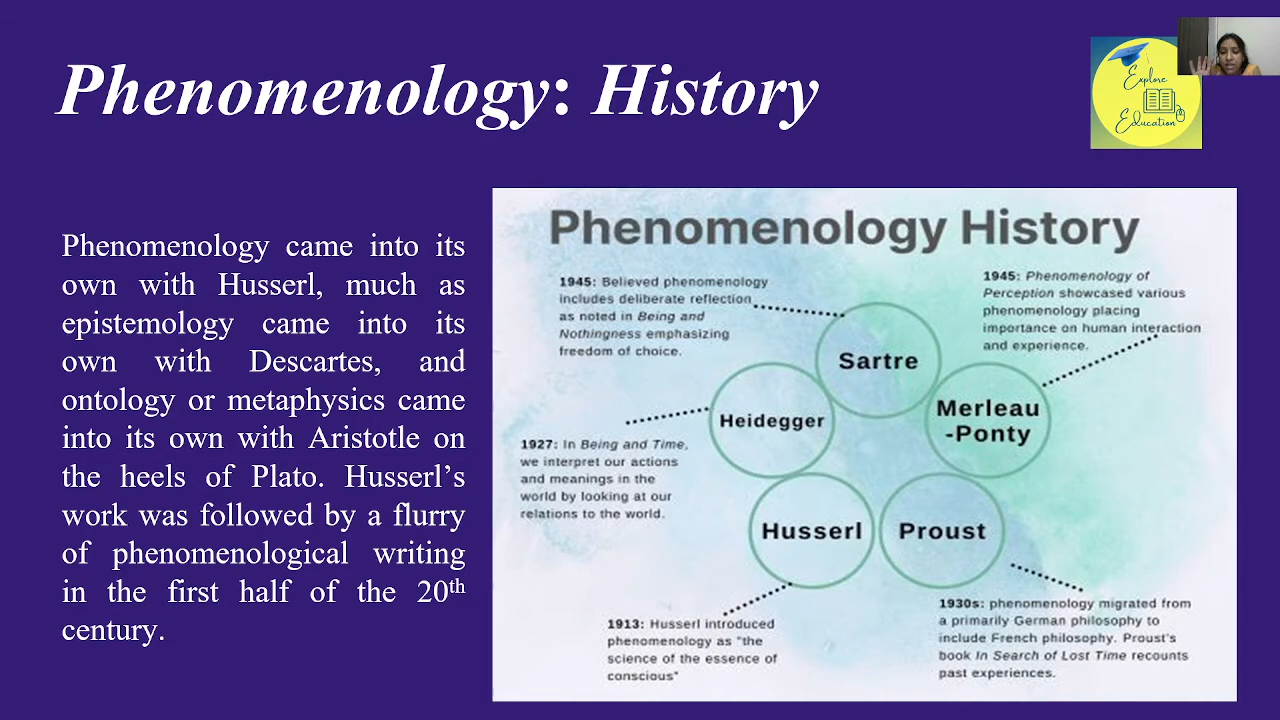 Phenomenology: History
Explore
Education
Phenomenology came into its
own with Husserl, much as
epistemology came into its
own with Descartes, and
ontology or metaphysics came
into its own with Aristotle on
the heels of Plato. Husserl’s
work was followed by a flurry
of phenomenological writing
in the first half of the 20th
century.
Phenomenology History
1945: Believed phenomenology
includes deliberate reflection
as noted in Being and
Nothingness emphasizing
freedom of choice.
1945: Phenomenology of
Perception showcased various
phenomenology placing
importance on human interaction
and experience.
Sartre
Heidegger
Merleau
-Ponty
1927: In Being and Time,
we interpret our actions
and meanings in the
world by looking at our
relations to the world.
Husserl
Proust
1913: Husserl introduced
phenomenology as "the
science of the essence of
conscious"
1930s: phenomenology migrated from
a primarily German philosophy to
include French philosophy. Proust's
book In Search of Lost Time recounts
past experiences.